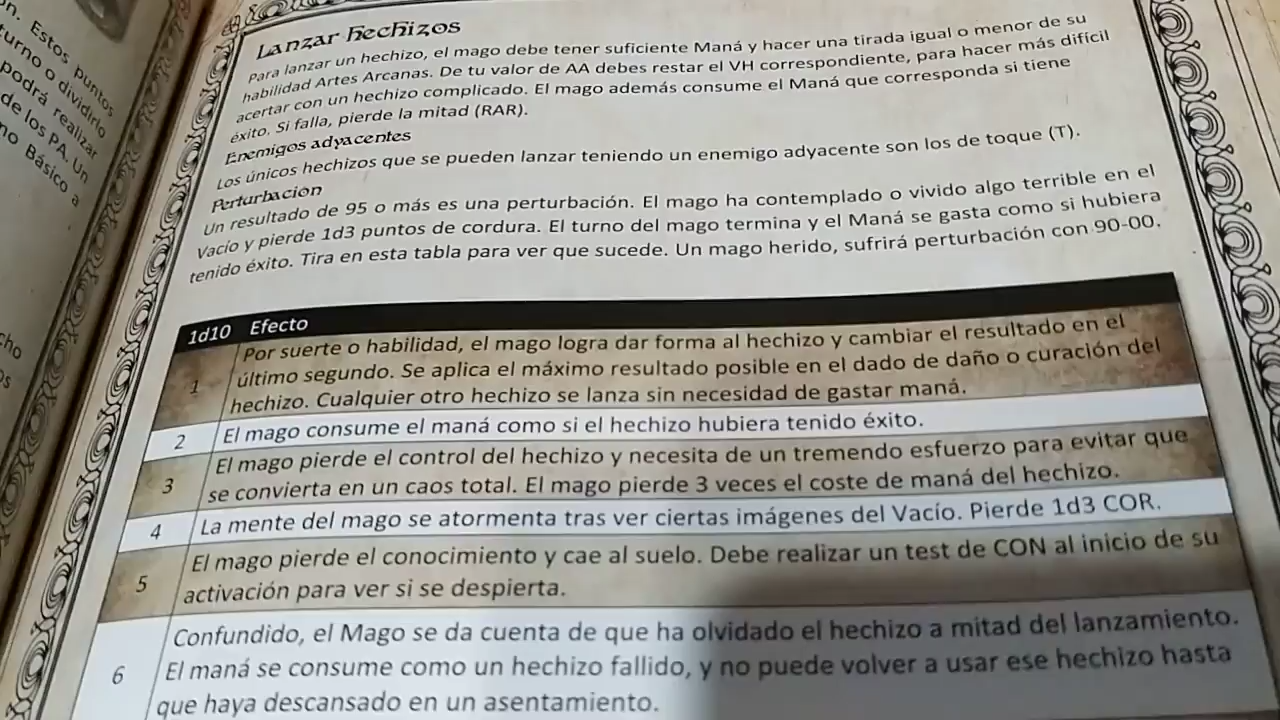 n. Estos puntos
turno o dividirlo
podrá realizar
de los PA. Un
no Básico a
cho
os
Lanzar Hechizos
Para lanzar un hechizo, el mago debe tener suficiente Maná y hacer una tirada igual o menor de su
habilidad Artes Arcanas. De tu valor de AA debes restar el VH correspondiente, para hacer más difícil
acertar con un hechizo complicado. El mago además consume el Maná que corresponda si tiene
éxito. Si falla, pierde la mitad (RAR).
Enemigos adyacentes
Los únicos hechizos que se pueden lanzar teniendo un enemigo adyacente son los de toque (T).
Perturbación
Un resultado de 95 o más es una perturbación. El mago ha contemplado o vivido algo terrible en el
Vacío y pierde 1d3 puntos de cordura. El turno del mago termina y el Maná se gasta como si hubiera
tenido éxito. Tira en esta tabla para ver que sucede. Un mago herido, sufrirá perturbación con 90-00.
1d10 Efecto
Por suerte o habilidad, el mago logra dar forma al hechizo y cambiar el resultado en el
1 último segundo. Se aplica el máximo resultado posible en el dado de daño o curación del
hechizo. Cualquier otro hechizo se lanza sin necesidad de gastar maná.
2 El mago consume el maná como si el hechizo hubiera tenido éxito.
3 El mago pierde el control del hechizo y necesita de un tremendo esfuerzo para evitar que
se convierta en un caos total. El mago pierde 3 veces el coste de maná del hechizo.
4 La mente del mago se atormenta tras ver ciertas imágenes del Vacío. Pierde 1d3 COR.
5 El mago pierde el conocimiento y cae al suelo. Debe realizar un test de CON al inicio de su
activación para ver si se despierta.
Confundido, el Mago se da cuenta de que ha olvidado el hechizo a mitad del lanzamiento.
6 El maná se consume como un hechizo fallido, y no puede volver a usar ese hechizo hasta
que haya descansado en un asentamiento.